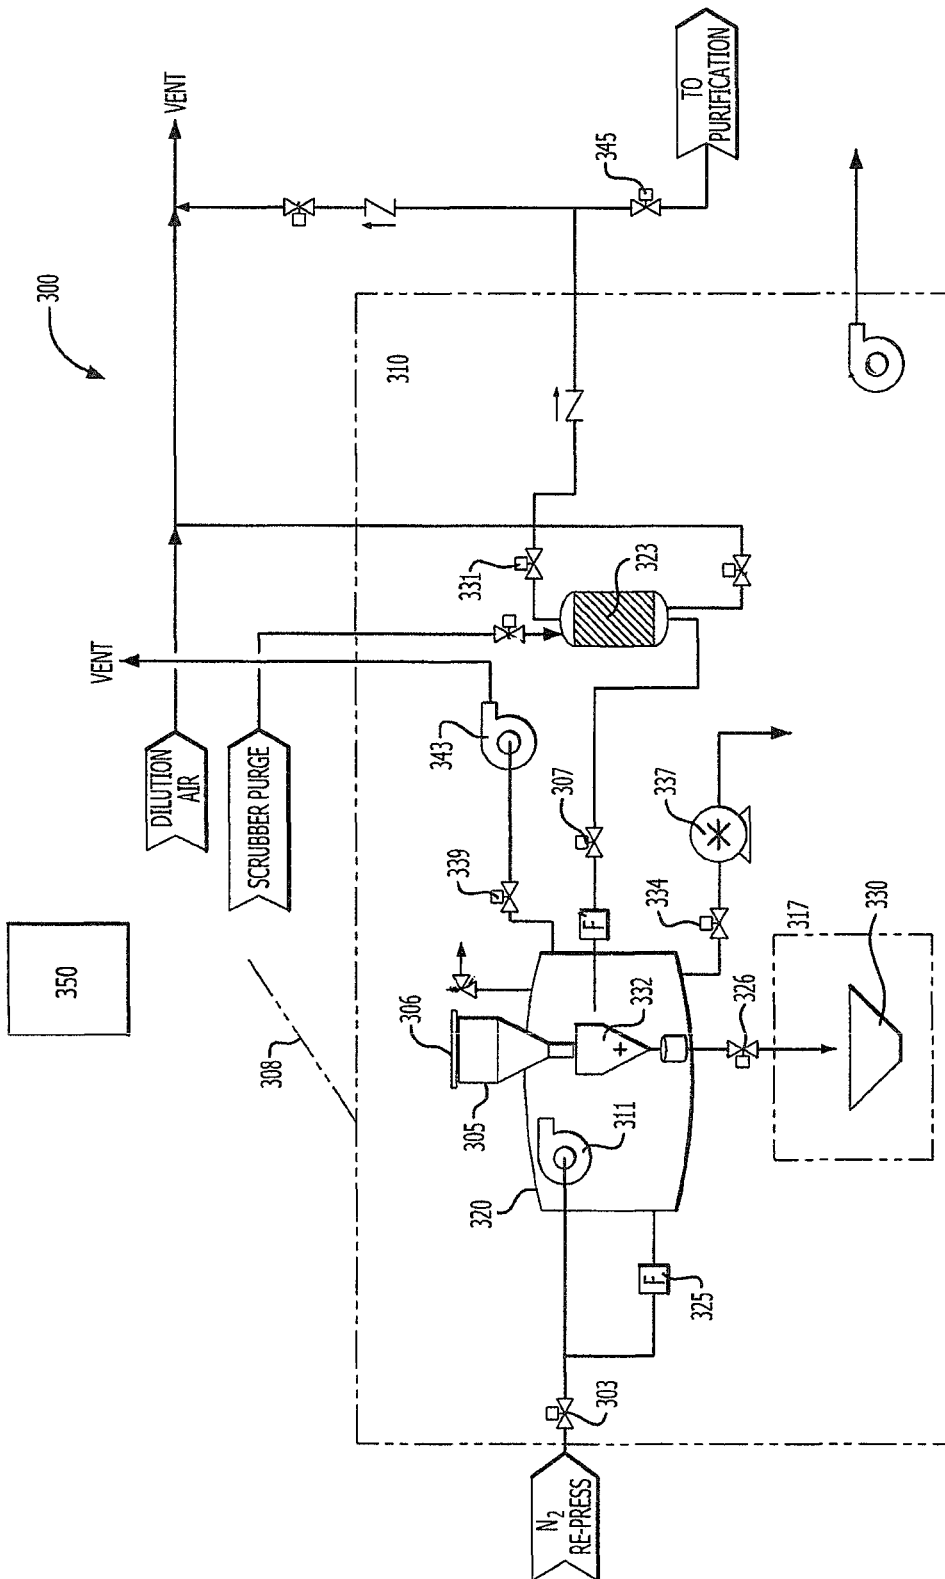 300
VENT
VENT
DILUTION
AIR
SCRUBBER PURGE
TO
PURIFICATION
345
310
331
323
343
339
307
337
334
350
308
306
305
332
326
317
330
311
320
F
F
325
303
N2
RE-PRESS